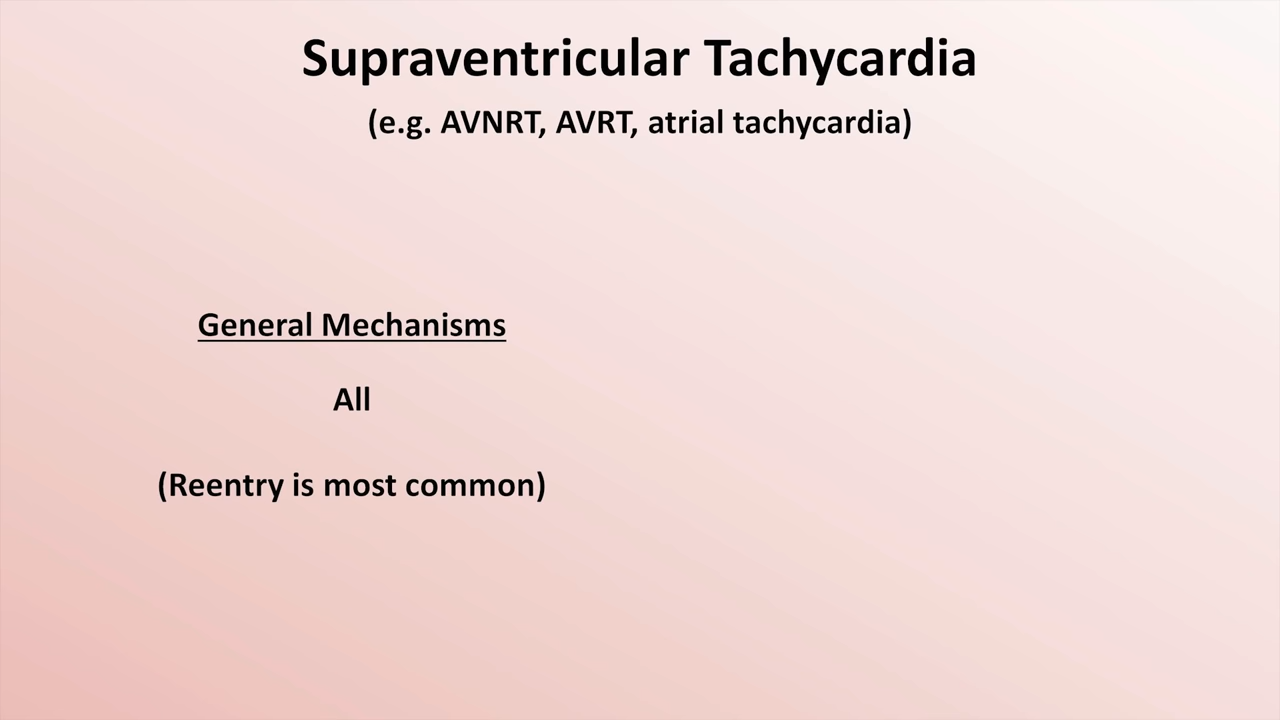 Supraventricular Tachycardia
(e.g. AVNRT, AVRT, atrial tachycardia)
General Mechanisms
All
(Reentry is most common)